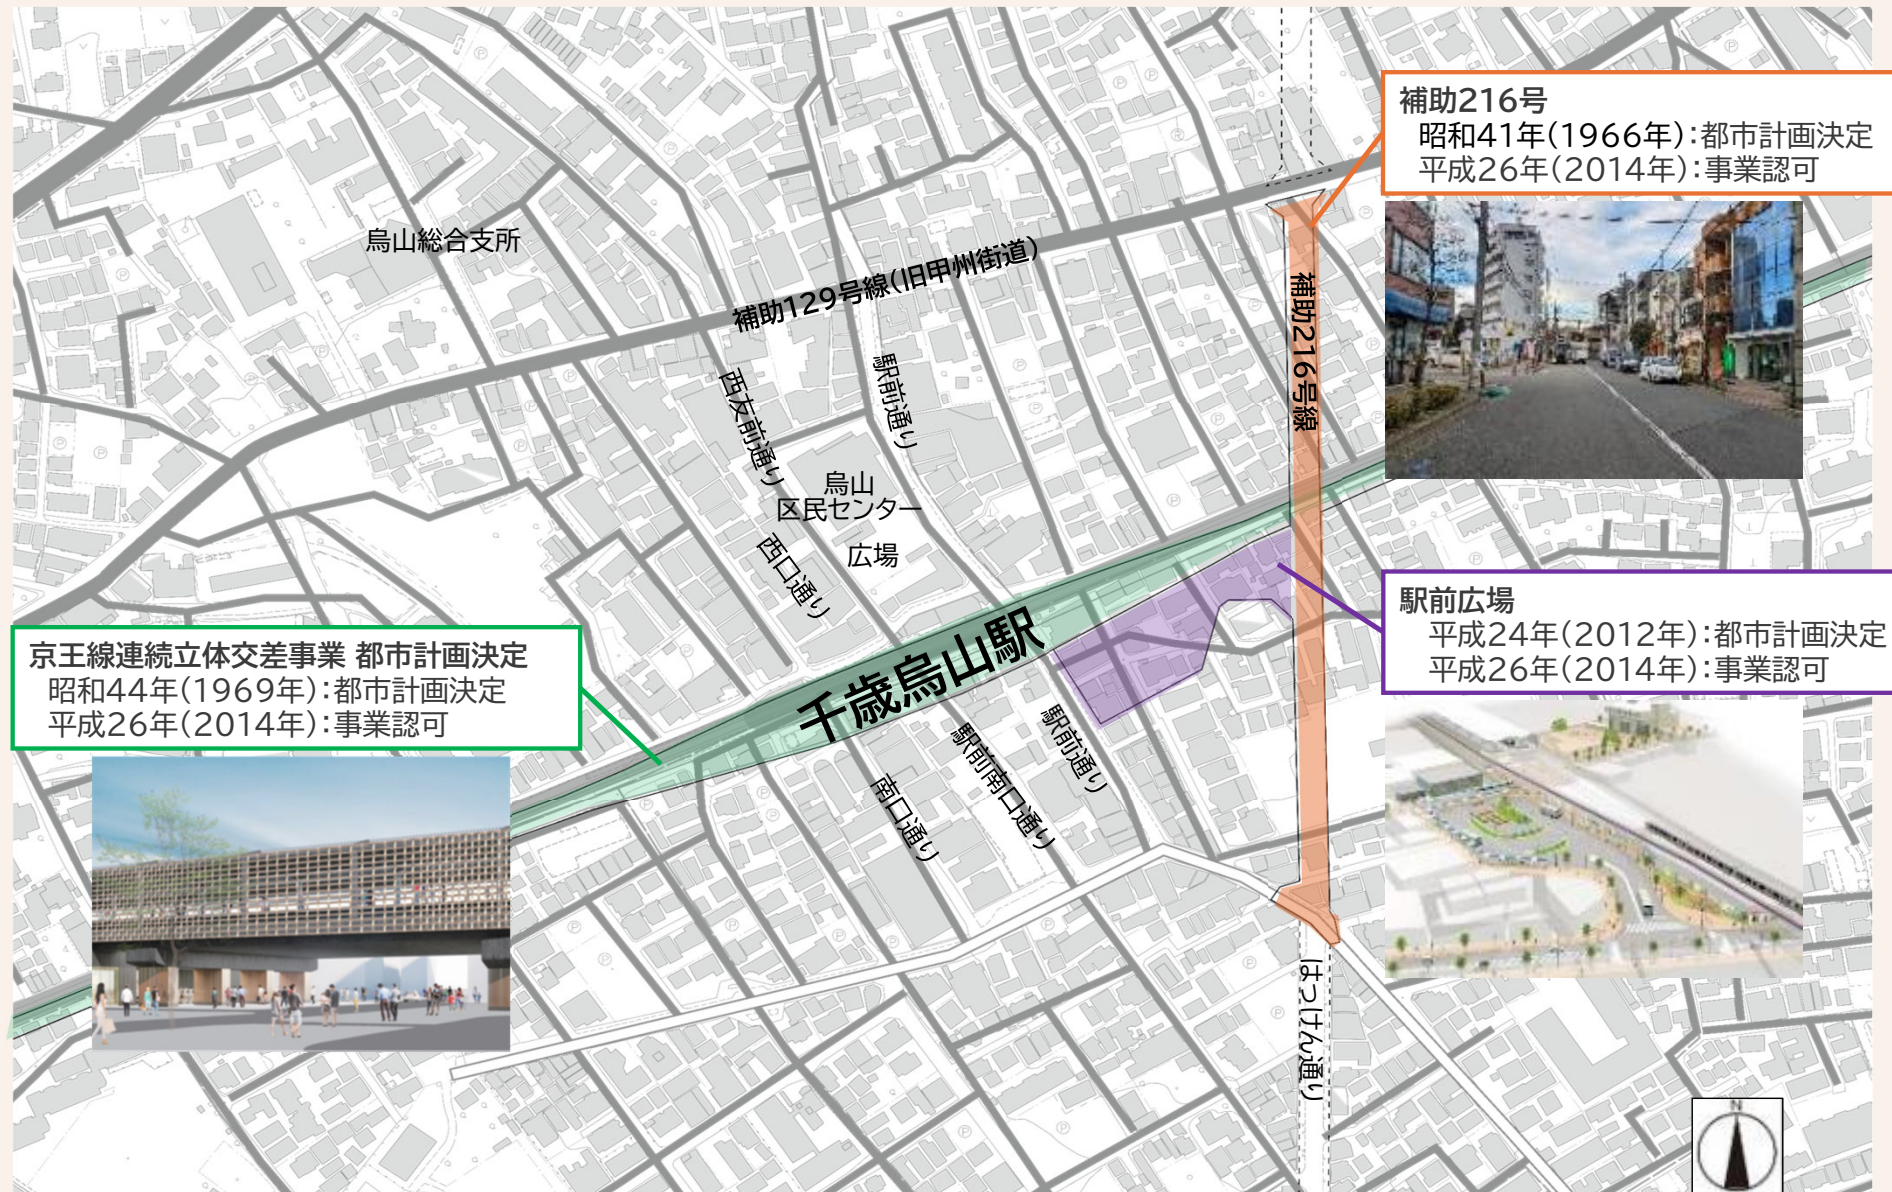 補助216号
昭和41年(1966年):都市計画決定
平成26年(2014年):事業認可
烏山総合支所
補助129号線(旧甲州街道)
補助216号線
西友前通り
駅前通り
烏山
区民センター
広場
西口通り
千歳烏山駅
駅前広場
平成24年(2012年):都市計画決定
平成26年(2014年):事業認可
京王線連続立体交差事業 都市計画決定
昭和44年(1969年):都市計画決定
平成26年(2014年):事業認可
南口通り
駅前南口通り
駅前通り
はっけん通り
N